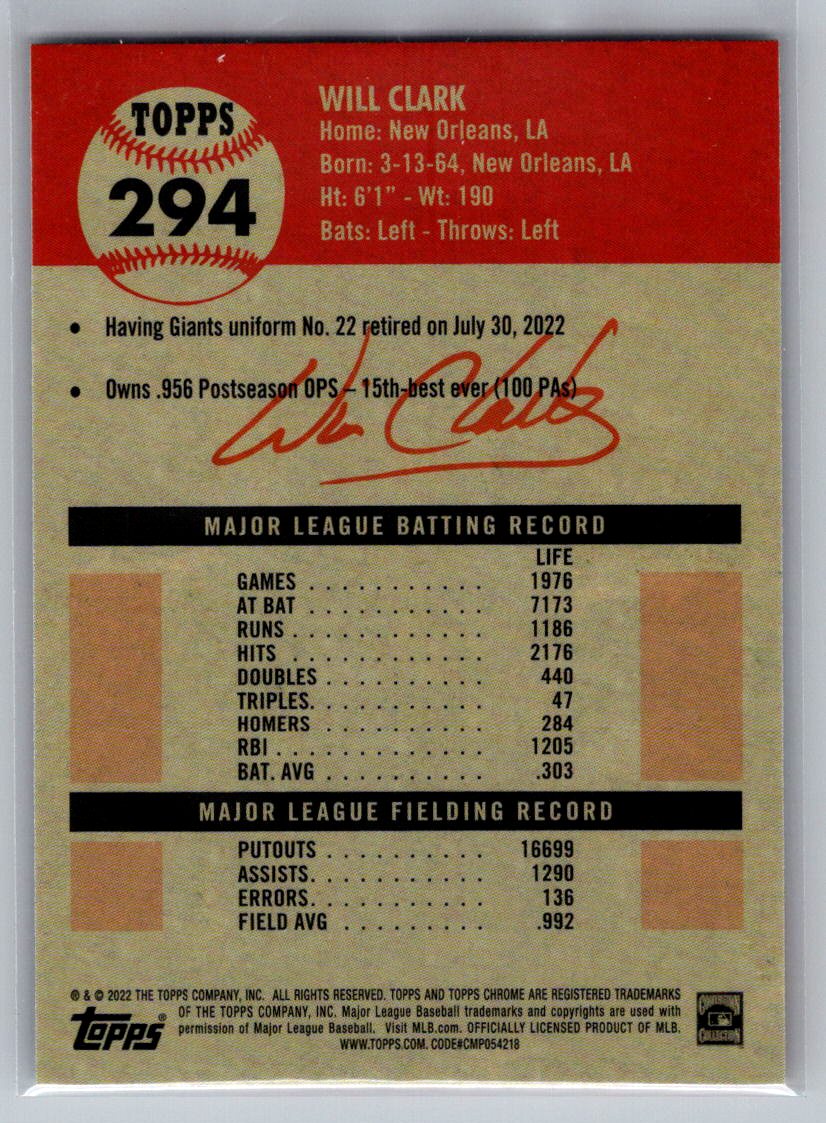 TOPPS
294
WILL CLARK
Home: New Orleans, LA
Born: 3-13-64, New Orleans, LA
Ht: 6'1" - Wt: 190
Bats: Left - Throws: Left
• Having Giants uniform No. 22 retired on July 30, 2022
• Owns .956 Postseason OPS – 15th-best ever (100 PAs)
Will Clark
MAJOR LEAGUE BATTING RECORD
LIFE
GAMES . . . . . . . . . . . 1976
AT BAT . . . . . . . . . . . 7173
RUNS . . . . . . . . . . . . 1186
HITS . . . . . . . . . . . . 2176
DOUBLES . . . . . . . . . . 440
TRIPLES. . . . . . . . . . . 47
HOMERS . . . . . . . . . . 284
RBI . . . . . . . . . . . . . 1205
BAT. AVG . . . . . . . . . . .303
MAJOR LEAGUE FIELDING RECORD
PUTOUTS . . . . . . . . . . 16699
ASSISTS. . . . . . . . . . . 1290
ERRORS. . . . . . . . . . . 136
FIELD AVG . . . . . . . . . .992
® & © 2022 THE TOPPS COMPANY, INC. ALL RIGHTS RESERVED. TOPPS AND TOPPS CHROME ARE REGISTERED TRADEMARKS
OF THE TOPPS COMPANY, INC. Major League Baseball trademarks and copyrights are used with
permission of Major League Baseball. Visit MLB.com. OFFICIALLY LICENSED PRODUCT OF MLB.
WWW.TOPPS.COM. CODE#CMP054218
Topps®
COOPERSTOWN
COLLECTION